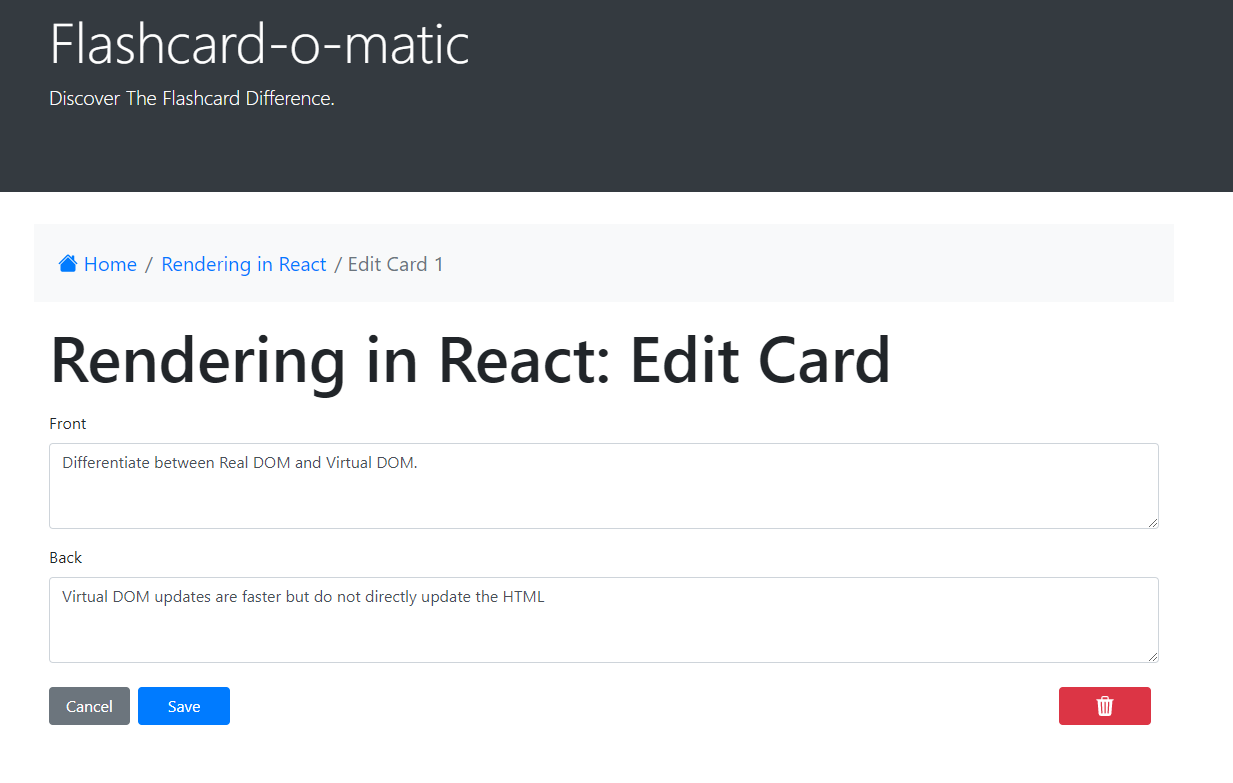 Flashcard-o-matic
Discover The Flashcard Difference.
Home / Rendering in React / Edit Card 1
Rendering in React: Edit Card
Front
Differentiate between Real DOM and Virtual DOM.
Back
Virtual DOM updates are faster but do not directly update the HTML
Cancel Save